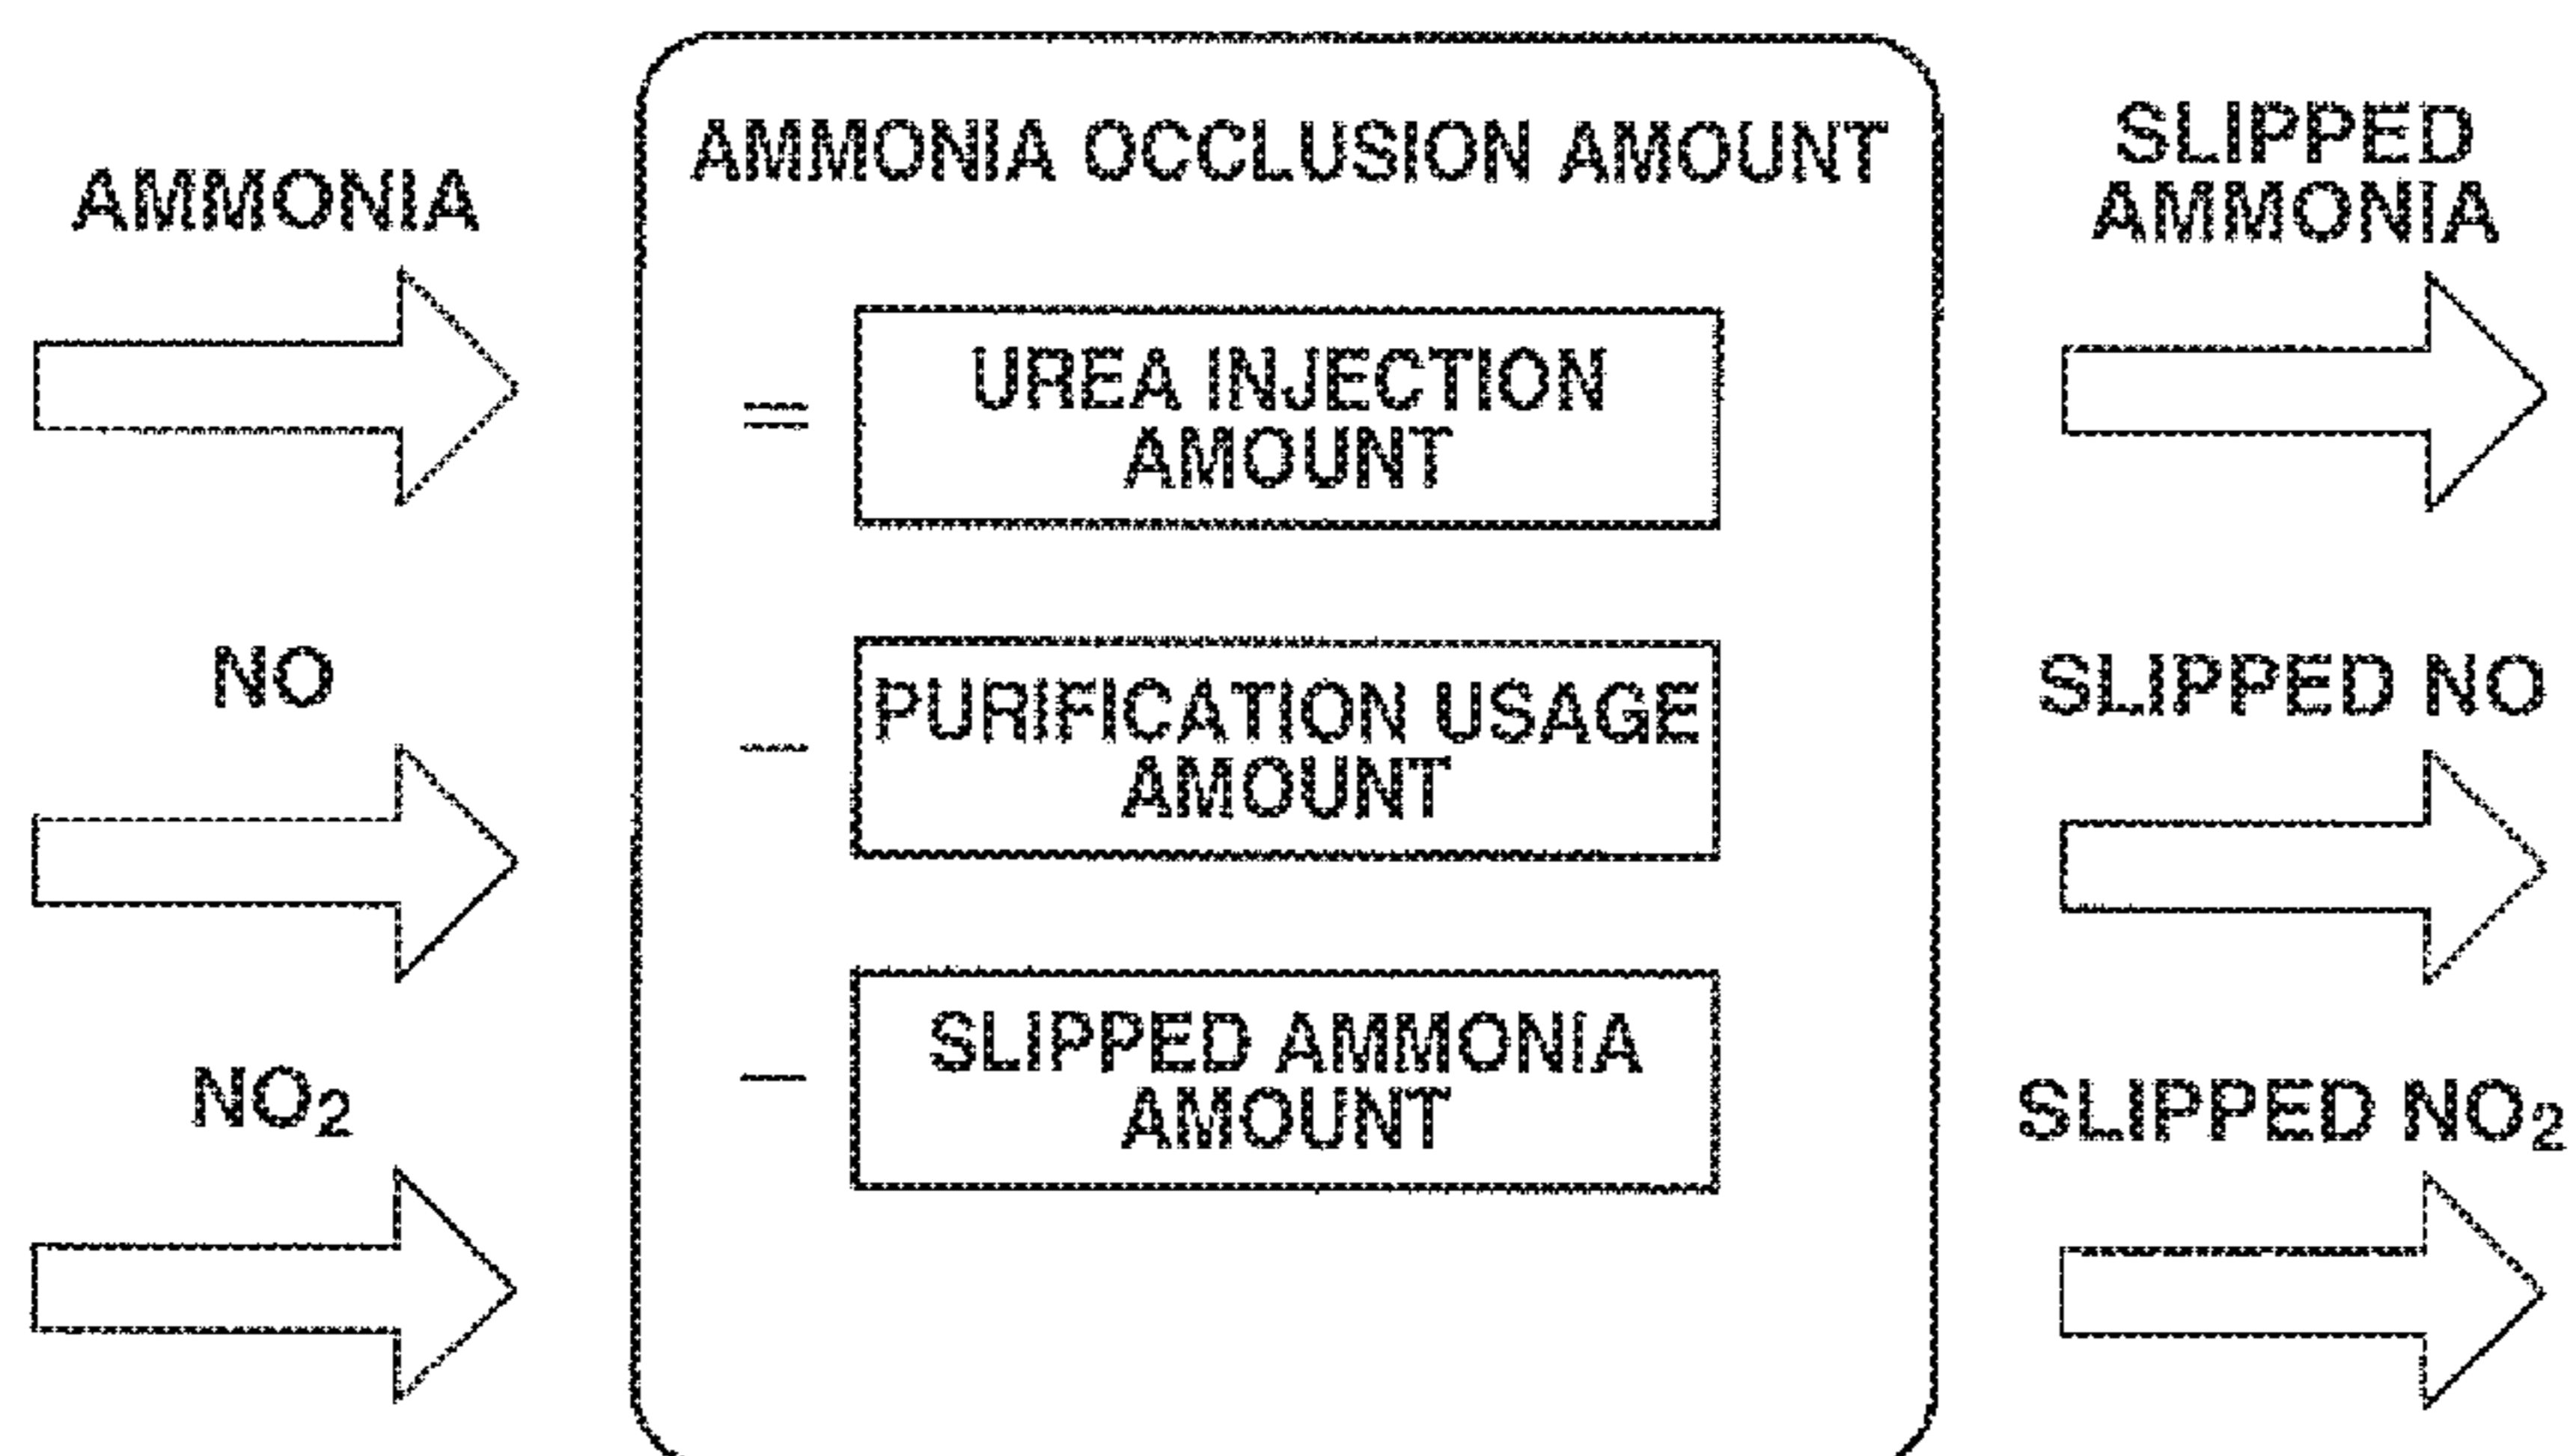 AMMONIA
NO
NO₂
AMMONIA OCCLUSION AMOUNT
= UREA INJECTION
AMOUNT
– PURIFICATION USAGE
AMOUNT
– SLIPPED AMMONIA
AMOUNT
SLIPPED
AMMONIA
SLIPPED NO
SLIPPED NO₂